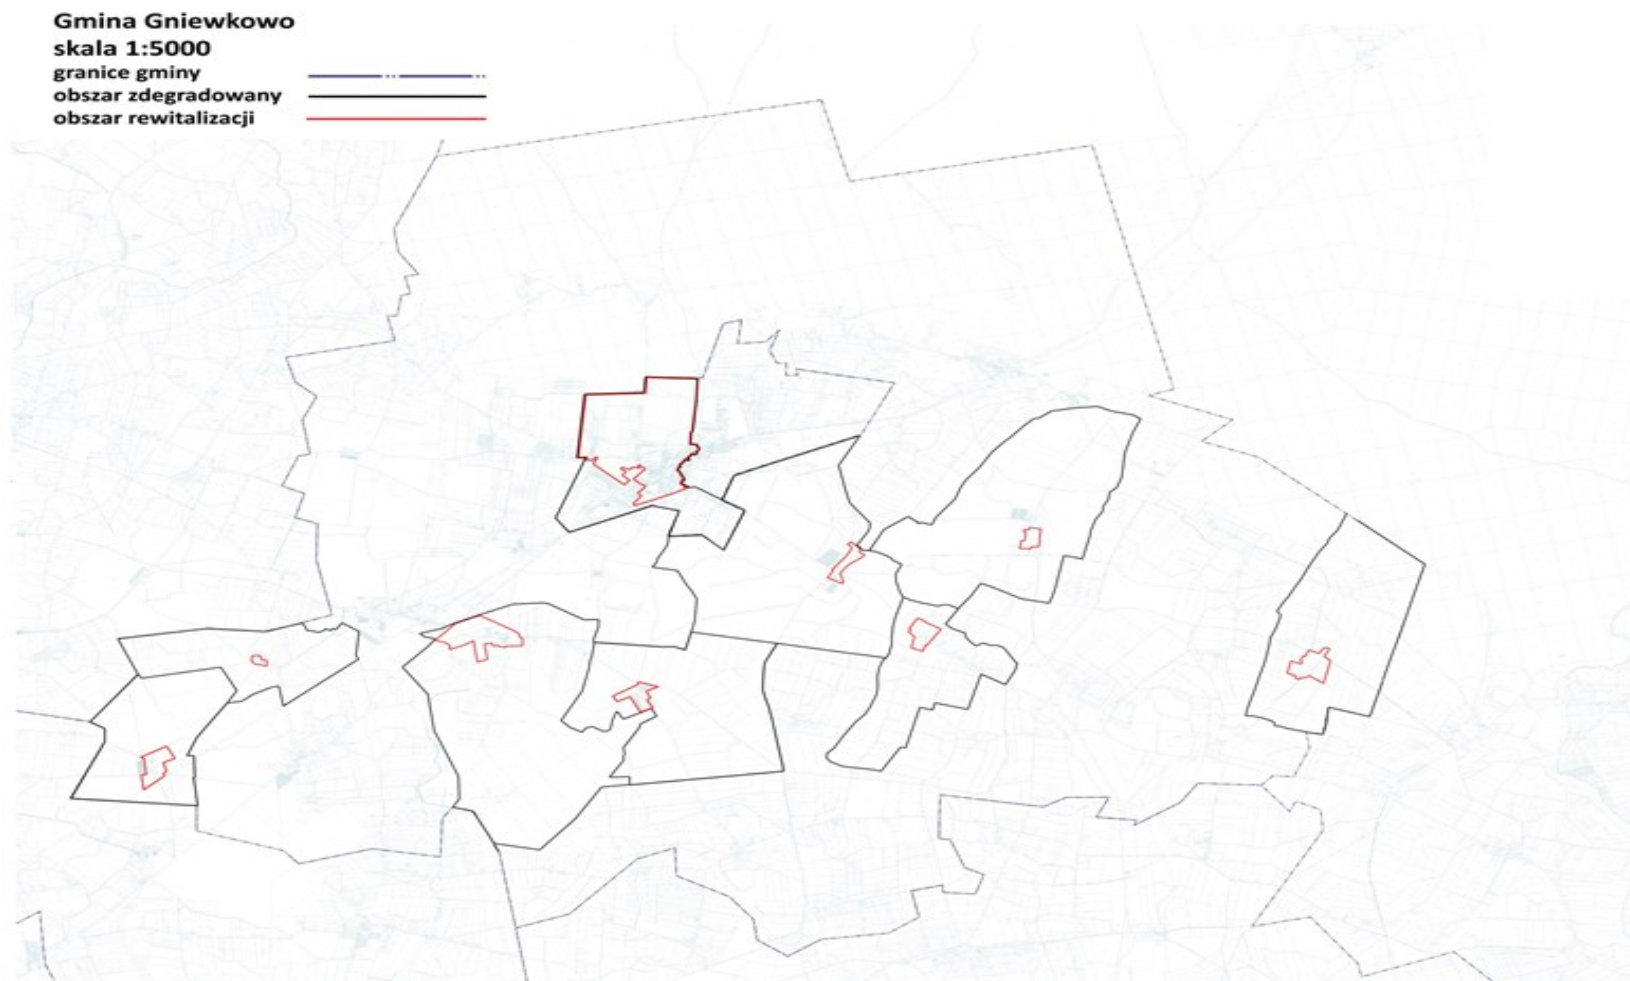 Gmina Gniewkowo
skala 1:5000
granice gminy
obszar zdegradowany
obszar rewitalizacji